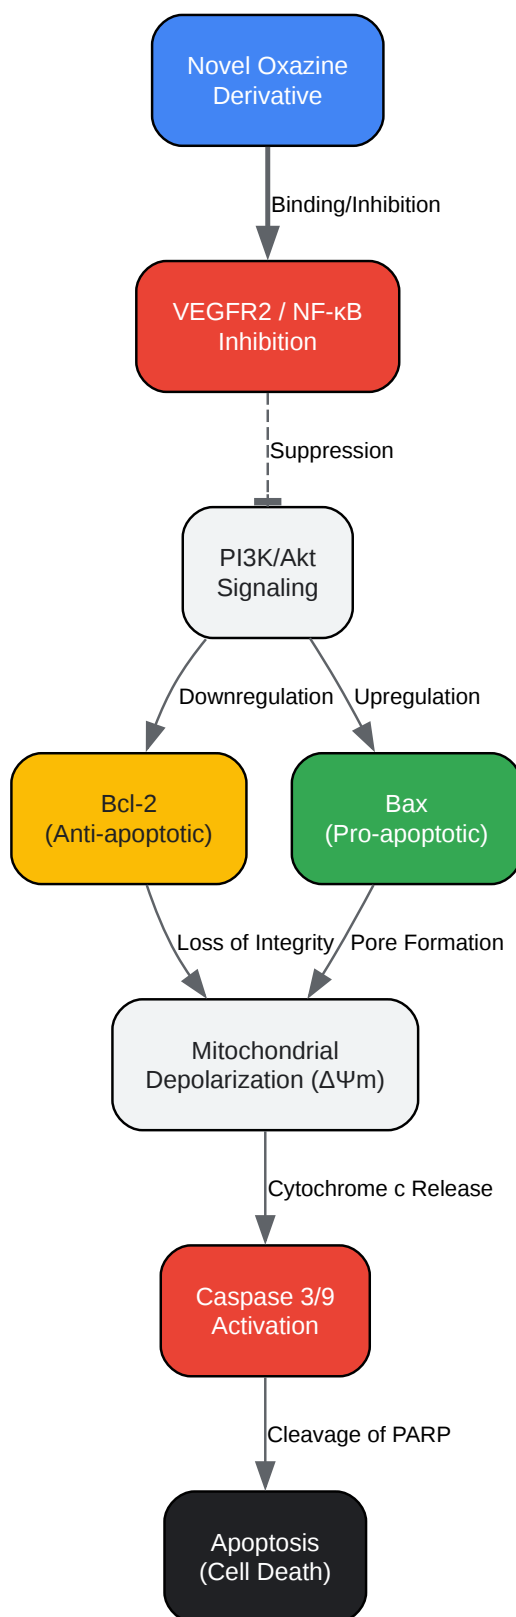 Novel Oxazine
Derivative
Binding/Inhibition
VEGFR2 / NF-κB
Inhibition
Suppression
PI3K/Akt
Signaling
Downregulation
Upregulation
Bcl-2
(Anti-apoptotic)
Bax
(Pro-apoptotic)
Loss of Integrity
Pore Formation
Mitochondrial
Depolarization (ΔΨm)
Cytochrome c Release
Caspase 3/9
Activation
Cleavage of PARP
Apoptosis
(Cell Death)